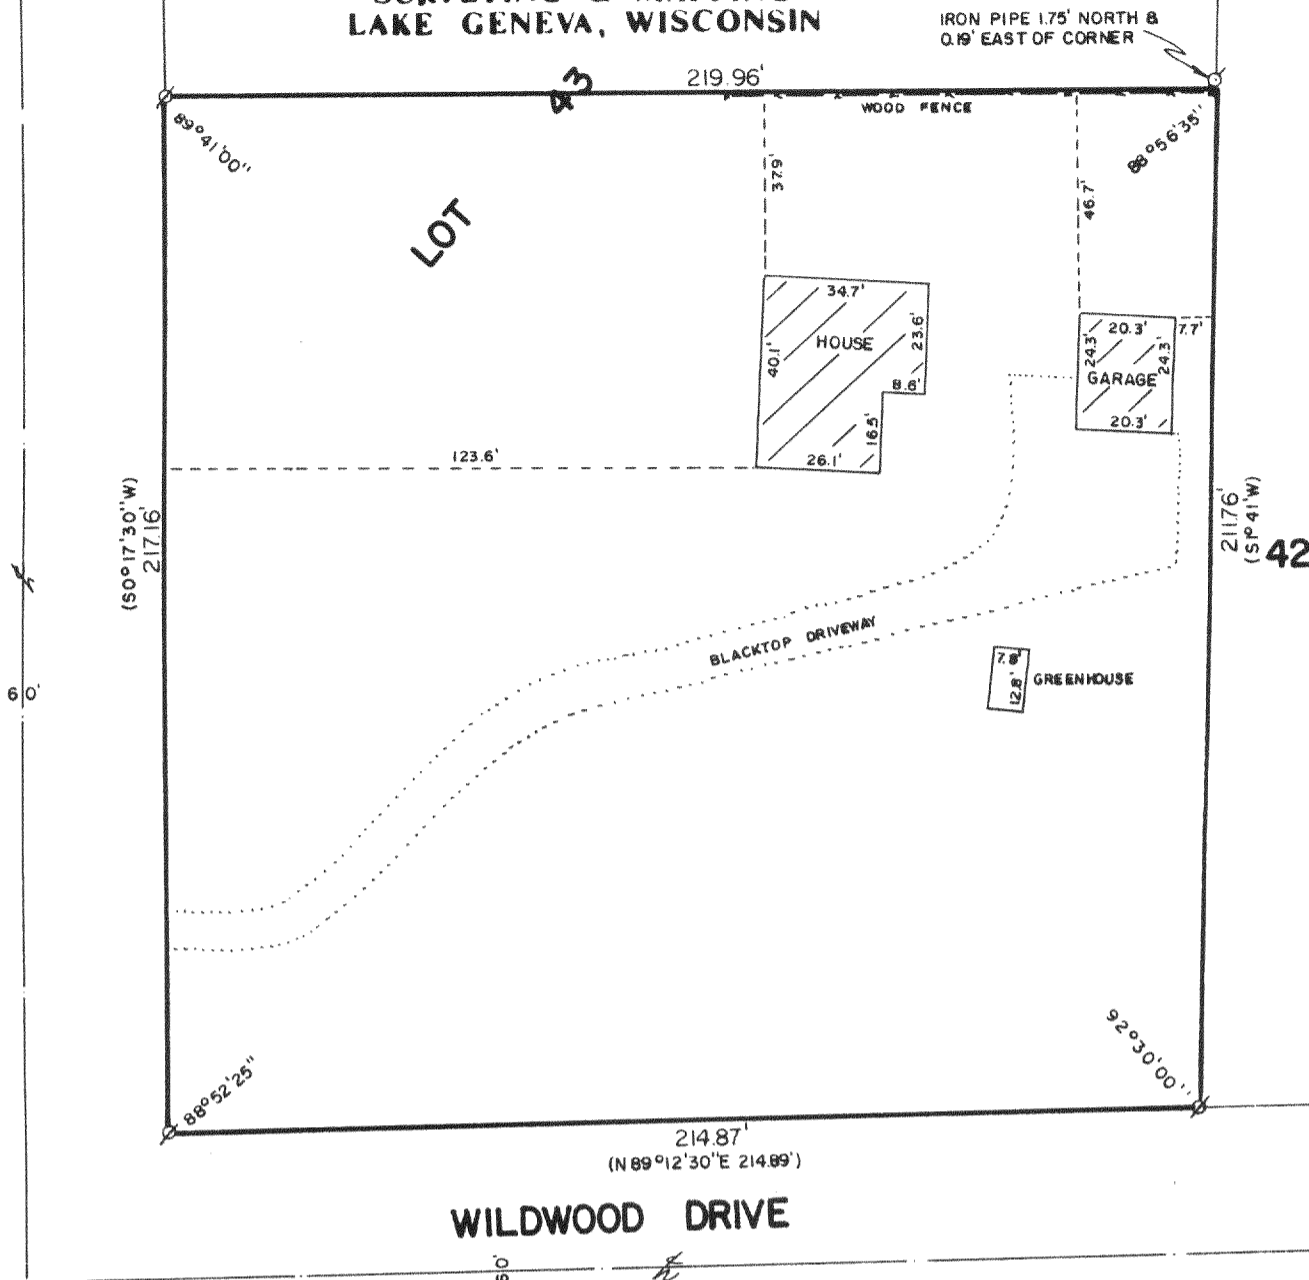 LAKE GENEVA, WISCONSIN
IRON PIPE 1.75' NORTH &
0.19' EAST OF CORNER
43
219.96'
WOOD FENCE
89°41'00"
88°56'35"
37.9'
46.7'
LOT
34.7'
HOUSE
40.1'
23.6'
8.6'
16.5'
26.1'
20.3'
7.7'
24.3'
24.3'
GARAGE
20.3'
123.6'
(S0°17'30"W)
217.16'
211.76'
(S1°41'W)
42
BLACKTOP DRIVEWAY
7.8'
12.8'
GREENHOUSE
60'
88°52'25"
92°30'00"
214.87'
(N89°12'30"E 214.89')
WILDWOOD DRIVE